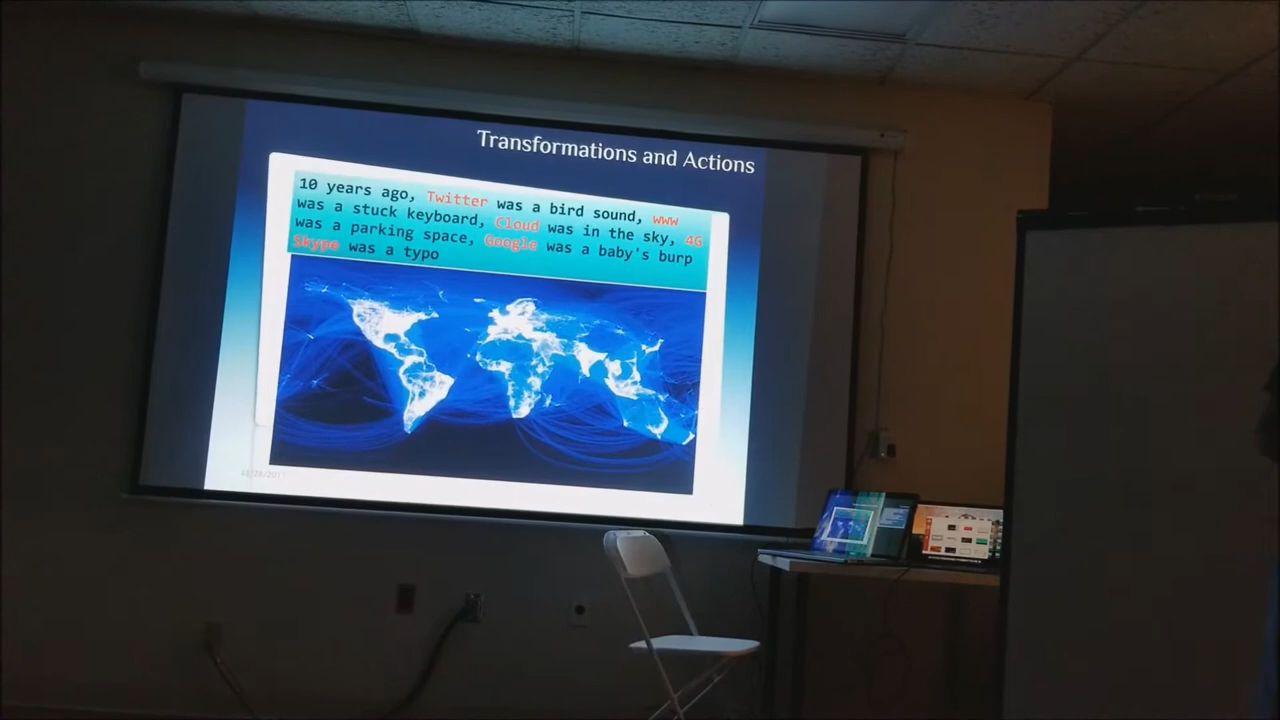 Transformations and Actions
10 years ago, Twitter was a bird sound, www
was a stuck keyboard, Cloud was in the sky, 4G
was a parking space, Google was a baby's burp
Skype was a typo